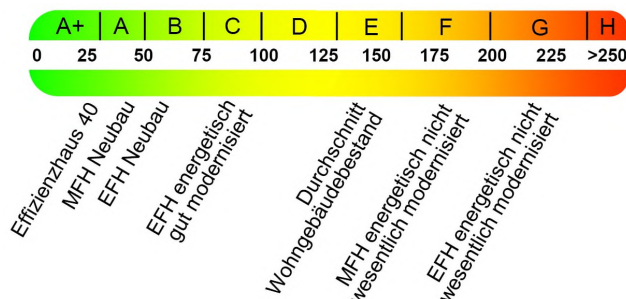 A+ A B C D E F G H
0 25 50 75 100 125 150 175 200 225 >250
Effizienzhaus 40
MFH Neubau
EFH Neubau
EFH energetisch
gut modernisiert
Durchschnitt
Wohngebäudebestand
MFH energetisch nicht
wesentlich modernisiert
EFH energetisch nicht
wesentlich modernisiert